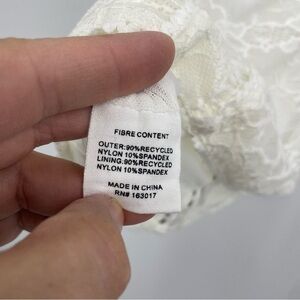 FIBRE CONTENT
OUTER:90%RECYCLED
NYLON 10%SPANDEX
LINING:90%RECYCLED
NYLON 10%SPANDEX
MADE IN CHINA
RN# 163017